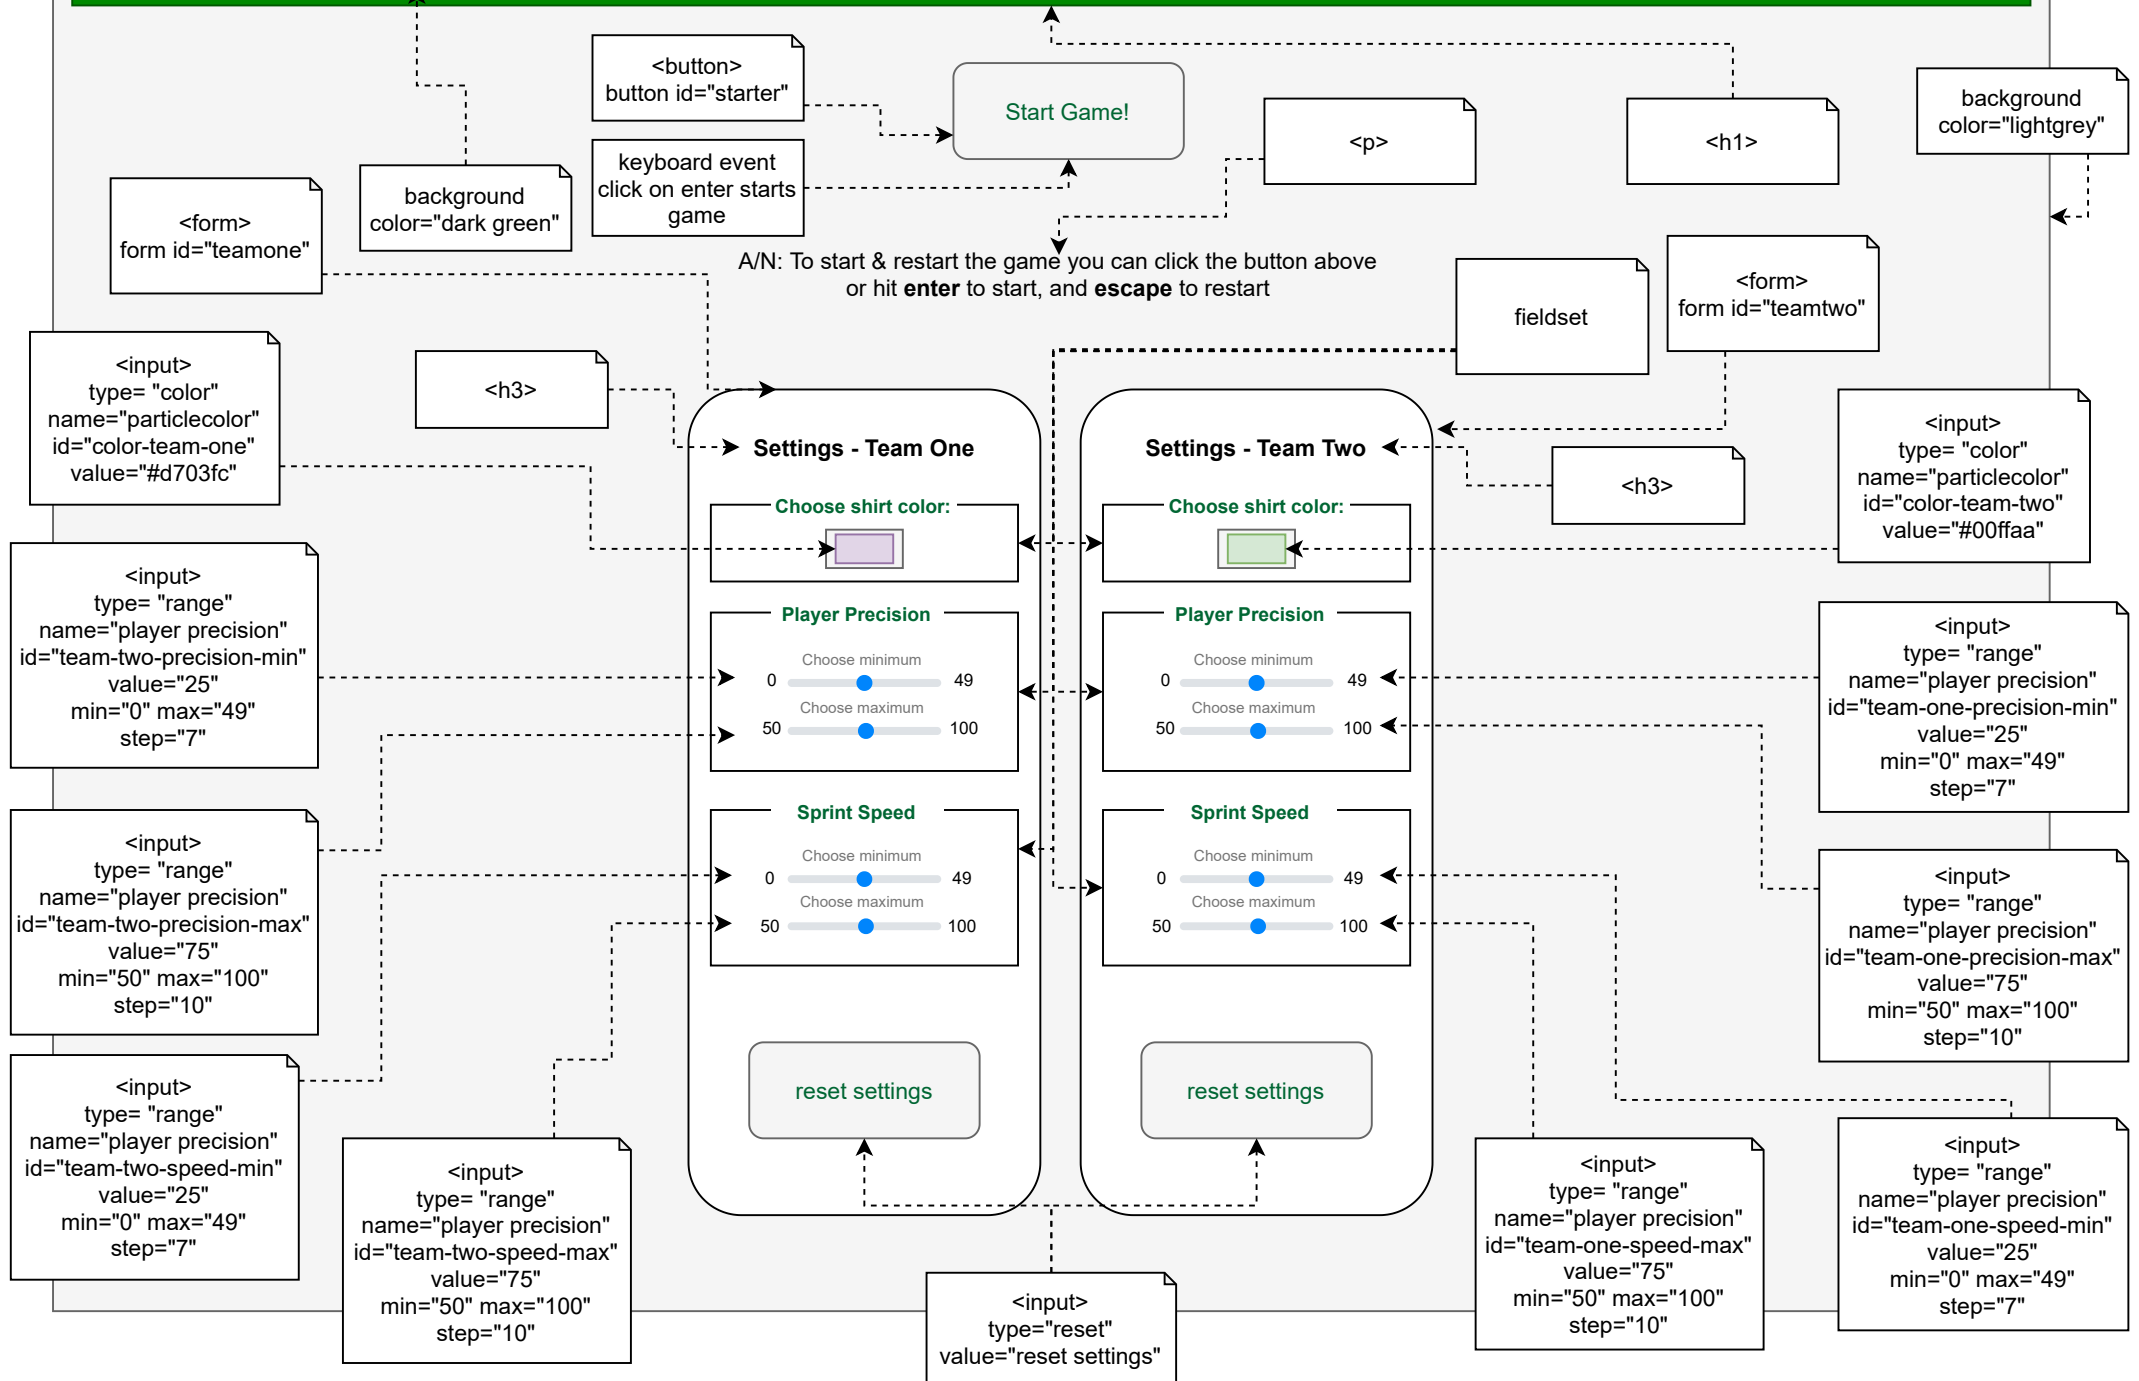 <button>
button id="starter"
Start Game!
background
color="lightgrey"
<p>
<h1>
keyboard event
click on enter starts
game
background
color="dark green"
<form>
form id="teamone"
A/N: To start & restart the game you can click the button above
or hit enter to start, and escape to restart
fieldset
<form>
form id="teamtwo"
<input>
type= "color"
name="particlecolor"
id="color-team-one"
value="#d703fc"
<h3>
<h3>
<input>
type= "color"
name="particlecolor"
id="color-team-two"
value="#00ffaa"
Settings - Team One
Choose shirt color:
Player Precision
Choose minimum
0 49
Choose maximum
50 100
Sprint Speed
Choose minimum
0 49
Choose maximum
50 100
reset settings
Settings - Team Two
Choose shirt color:
Player Precision
Choose minimum
0 49
Choose maximum
50 100
Sprint Speed
Choose minimum
0 49
Choose maximum
50 100
reset settings
<input>
type= "range"
name="player precision"
id="team-two-precision-min"
value="25"
min="0" max="49"
step="7"
<input>
type= "range"
name="player precision"
id="team-two-precision-max"
value="75"
min="50" max="100"
step="10"
<input>
type= "range"
name="player precision"
id="team-two-speed-min"
value="25"
min="0" max="49"
step="7"
<input>
type= "range"
name="player precision"
id="team-two-speed-max"
value="75"
min="50" max="100"
step="10"
<input>
type="reset"
value="reset settings"
<input>
type= "range"
name="player precision"
id="team-one-precision-min"
value="25"
min="0" max="49"
step="7"
<input>
type= "range"
name="player precision"
id="team-one-precision-max"
value="75"
min="50" max="100"
step="10"
<input>
type= "range"
name="player precision"
id="team-one-speed-max"
value="75"
min="50" max="100"
step="10"
<input>
type= "range"
name="player precision"
id="team-one-speed-min"
value="25"
min="0" max="49"
step="7"